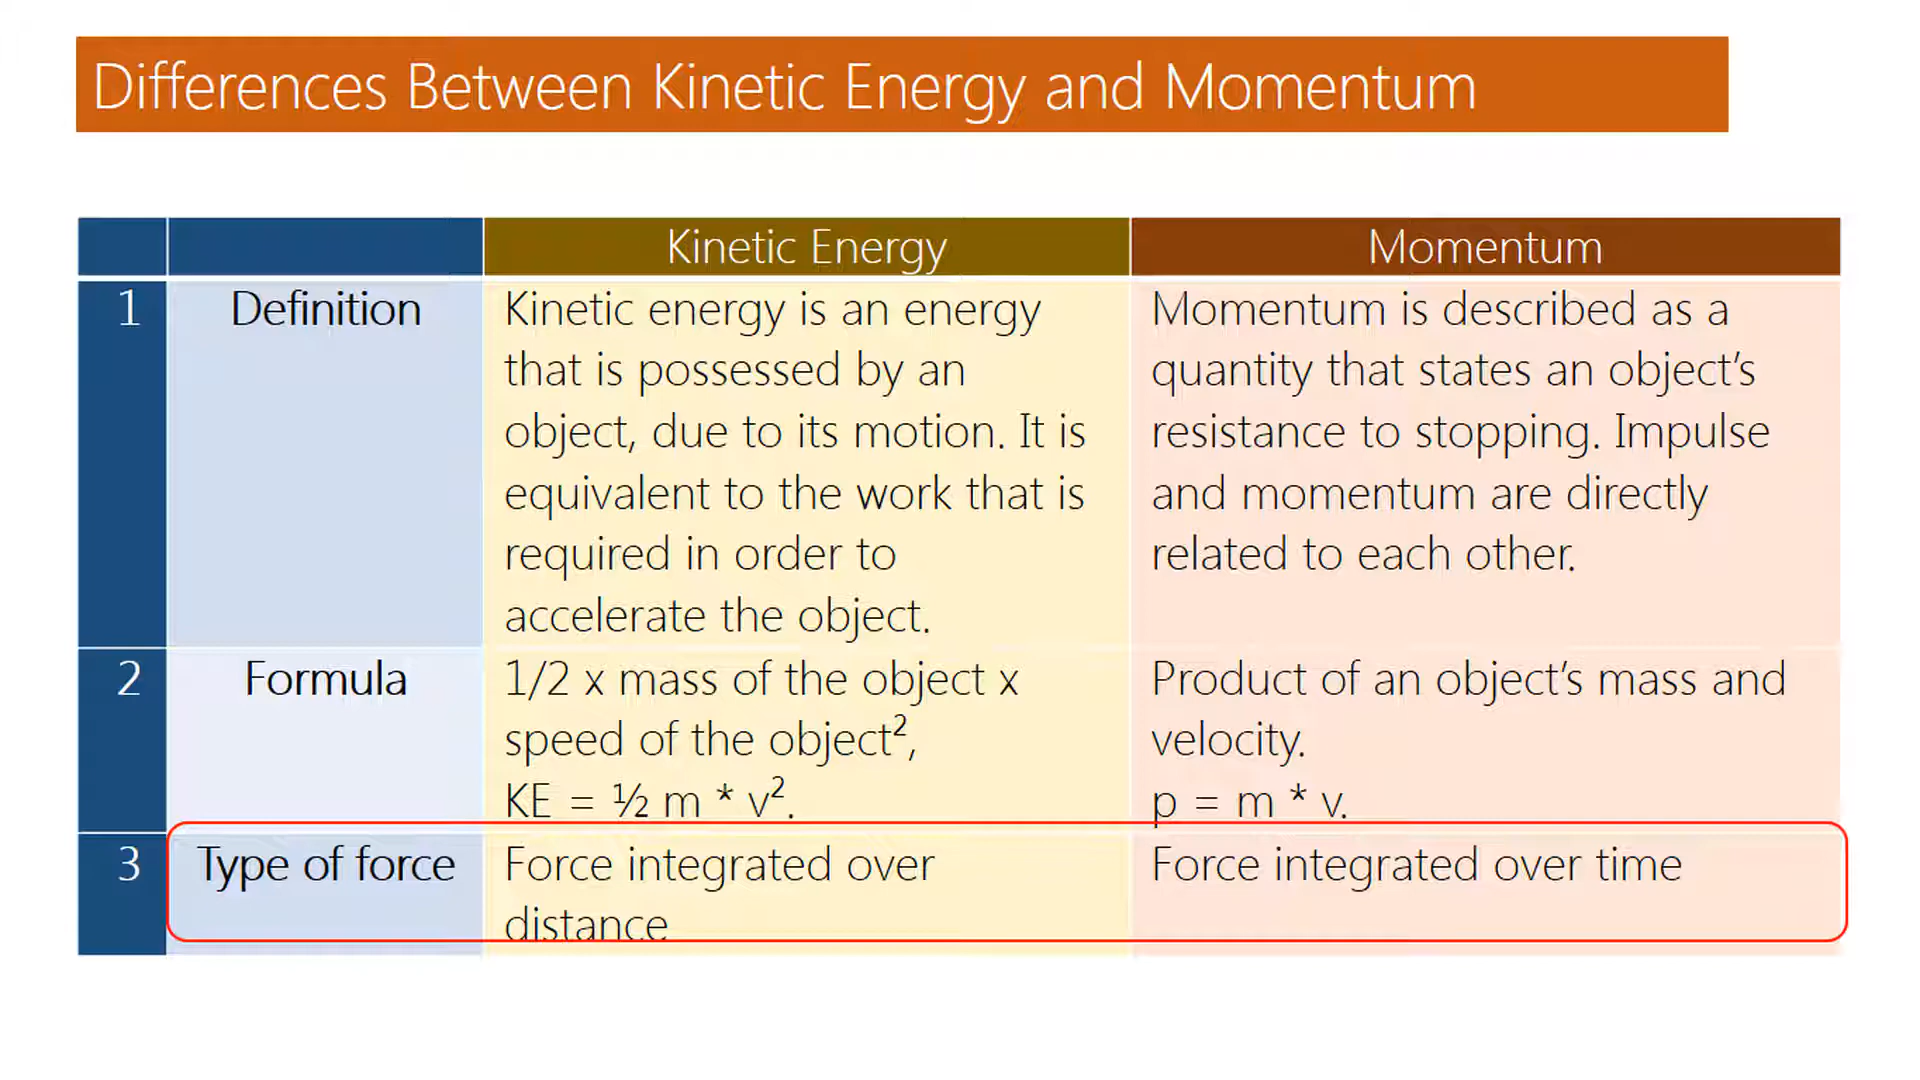 Differences Between Kinetic Energy and Momentum
Kinetic Energy
Momentum
1
Definition
Kinetic energy is an energy
that is possessed by an
object, due to its motion. It is
equivalent to the work that is
required in order to
accelerate the object.
Momentum is described as a
quantity that states an object’s
resistance to stopping. Impulse
and momentum are directly
related to each other.
2
Formula
1/2 x mass of the object x
speed of the object²,
KE = ½ m * v².
Product of an object’s mass and
velocity.
p = m * v.
3
Type of force
Force integrated over
distance
Force integrated over time